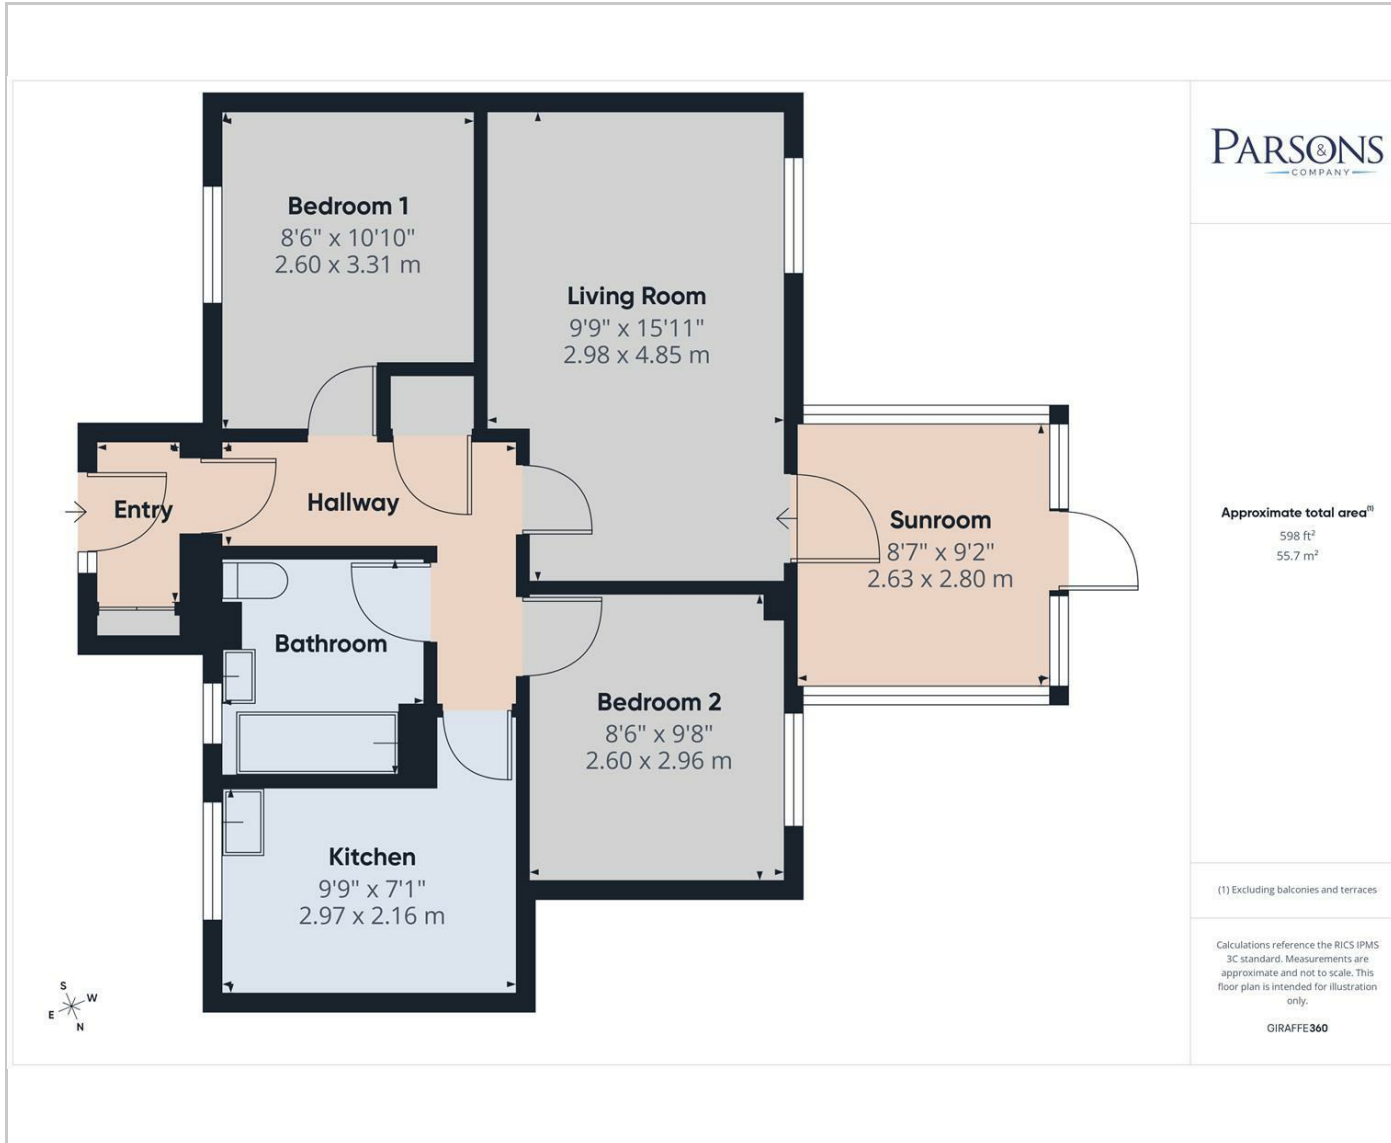 Bedroom 1
8'6" x 10'10"
2.60 x 3.31 m
Living Room
9'9" x 15'11"
2.98 x 4.85 m
Entry
Hallway
Sunroom
8'7" x 9'2"
2.63 x 2.80 m
Bathroom
Bedroom 2
8'6" x 9'8"
2.60 x 2.96 m
Kitchen
9'9" x 7'1"
2.97 x 2.16 m
S
W
E
N
PARSONS
&
COMPANY
Approximate total area⁽¹⁾
598 ft²
55.7 m²
(1) Excluding balconies and terraces
Calculations reference the RICS IPMS
3C standard. Measurements are
approximate and not to scale. This
floor plan is intended for illustration
only.
GIRAFFE360